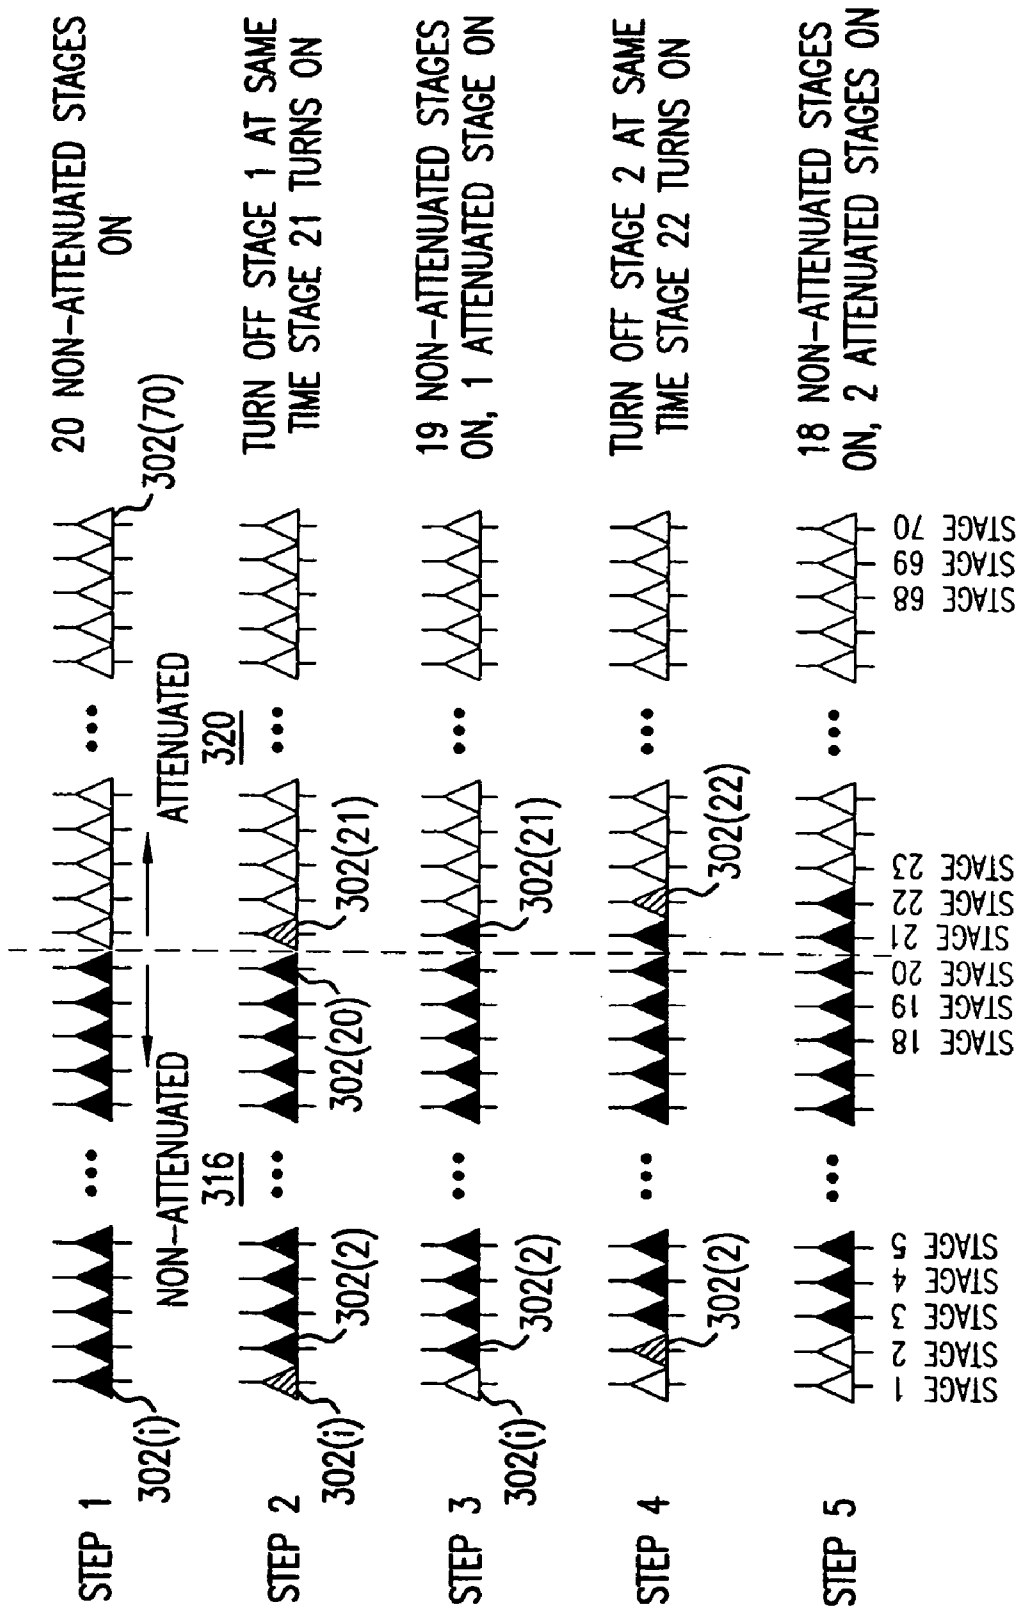 STEP 1
302(i)
302(70)
20 NON-ATTENUATED STAGES
ON
NON-ATTENUATED
316
ATTENUATED
320
STEP 2
302(i)
302(2)
302(20)
302(21)
TURN OFF STAGE 1 AT SAME
TIME STAGE 21 TURNS ON
STEP 3
302(i)
302(2)
302(21)
19 NON-ATTENUATED STAGES
ON, 1 ATTENUATED STAGE ON
STEP 4
302(2)
302(22)
TURN OFF STAGE 2 AT SAME
TIME STAGE 22 TURNS ON
STEP 5
18 NON-ATTENUATED STAGES
ON, 2 ATTENUATED STAGES ON
STAGE 1
STAGE 2
STAGE 3
STAGE 4
STAGE 5
STAGE 18
STAGE 19
STAGE 20
STAGE 21
STAGE 22
STAGE 23
STAGE 68
STAGE 69
STAGE 70